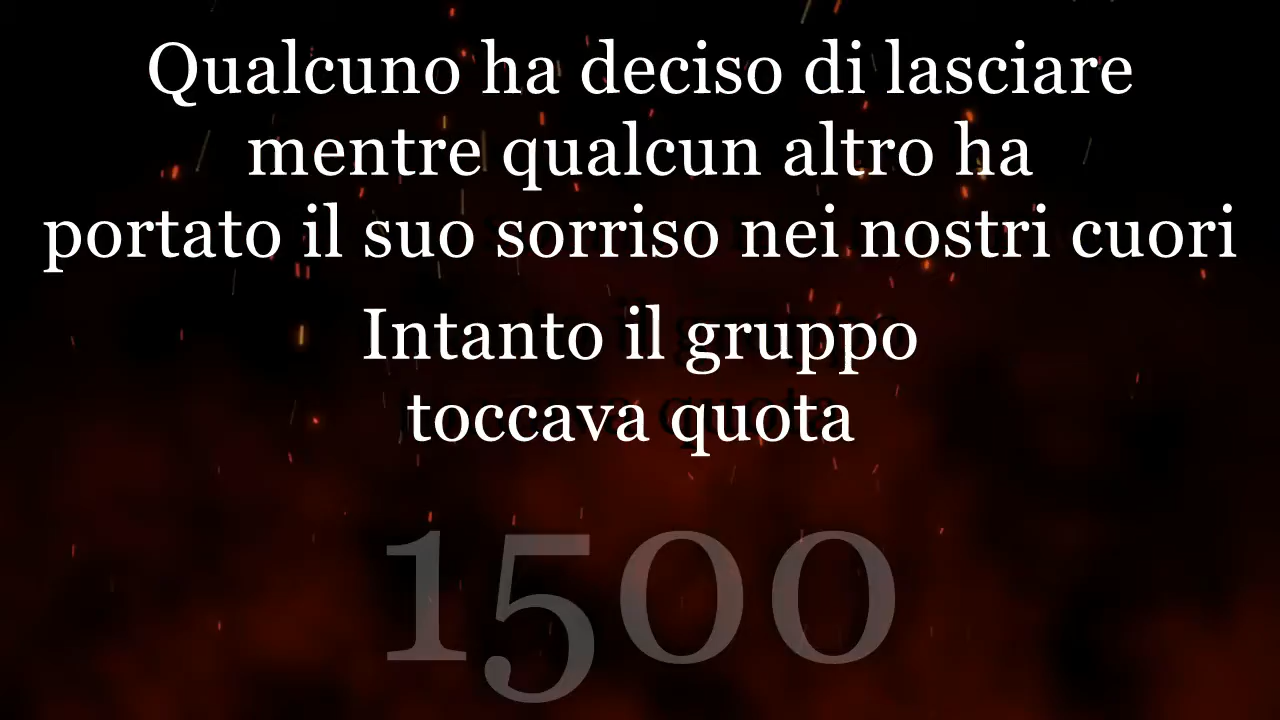 Qualcuno ha deciso di lasciare
mentre qualcun altro ha
portato il suo sorriso nei nostri cuori
Intanto il gruppo
toccava quota
1500